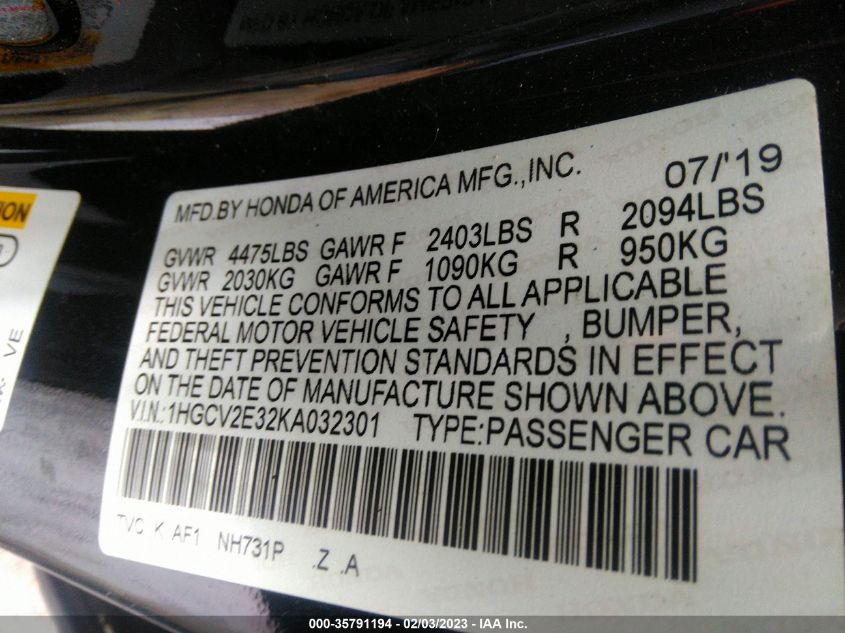 MFD.BY HONDA OF AMERICA MFG.,INC. 07/'19
GVWR 4475LBS GAWR F 2403LBS R 2094LBS
GVWR 2030KG GAWR F 1090KG R 950KG
THIS VEHICLE CONFORMS TO ALL APPLICABLE
FEDERAL MOTOR VEHICLE SAFETY , BUMPER,
AND THEFT PREVENTION STANDARDS IN EFFECT
ON THE DATE OF MANUFACTURE SHOWN ABOVE.
V.I.N.:1HGCV2E32KA032301 TYPE:PASSENGER CAR
TVC K AF1 NH731P .Z .A
ION
VE
000-35791194 - 02/03/2023 - IAA Inc.